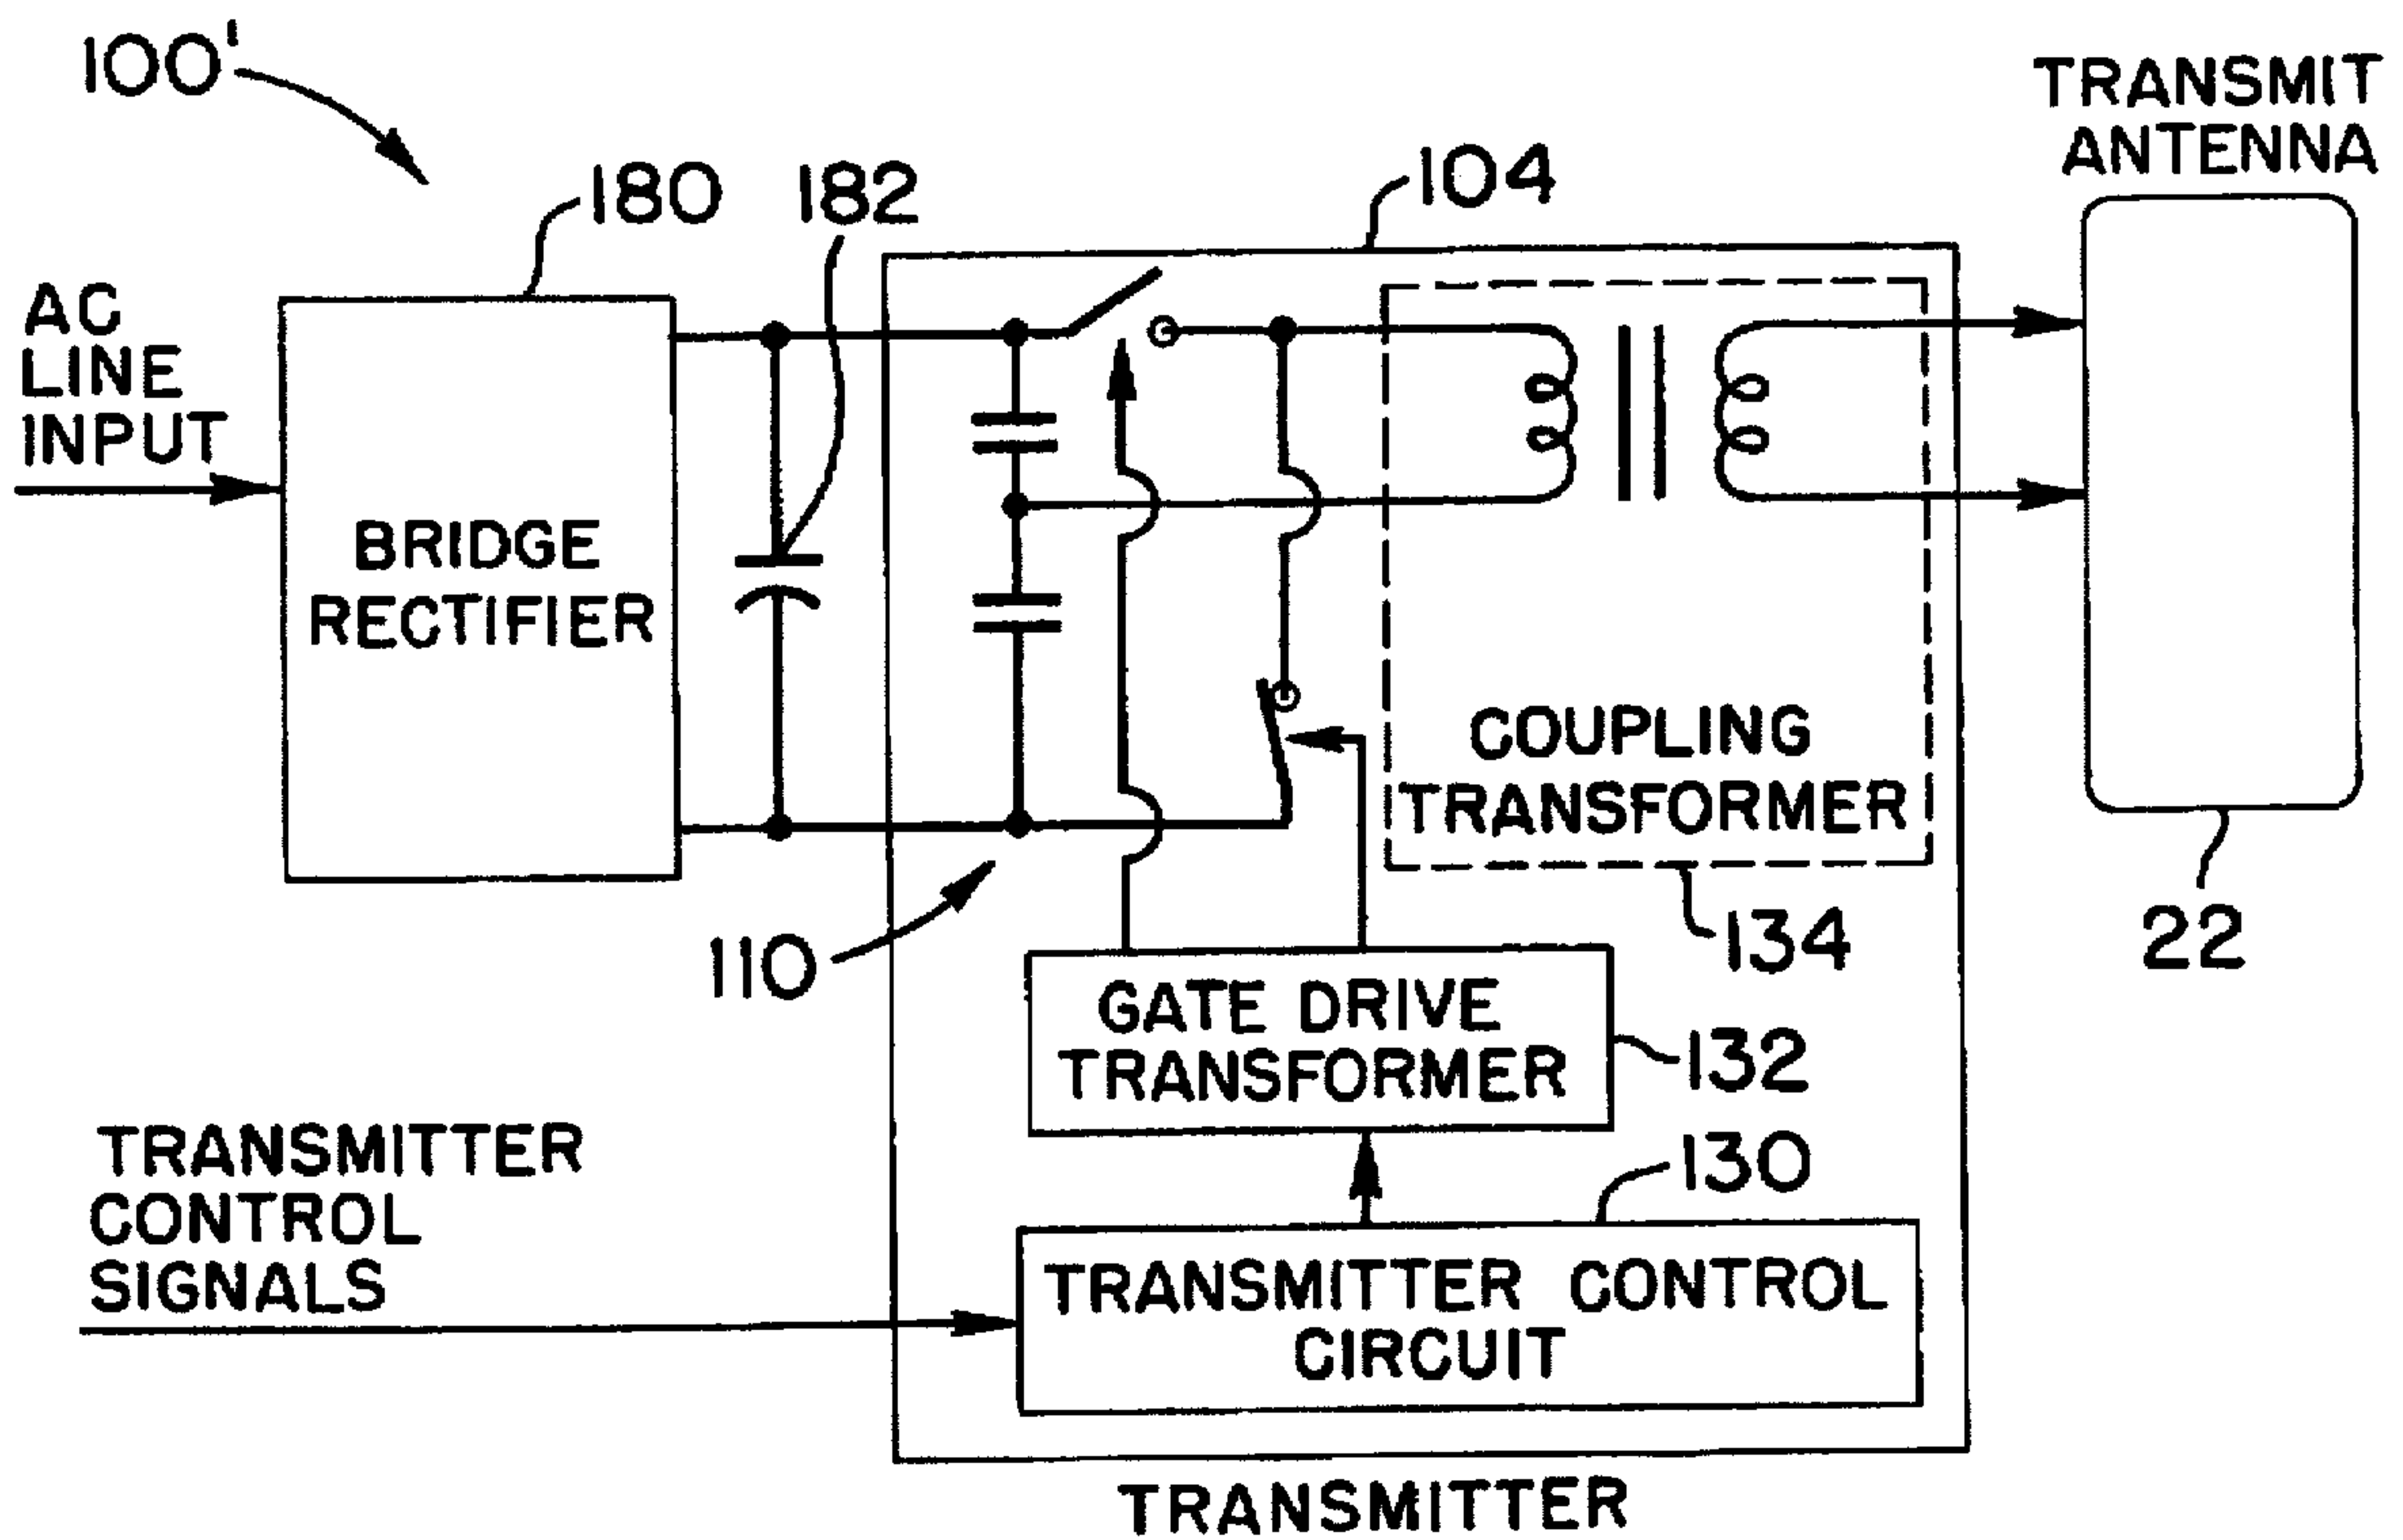 100'
180
182
104
TRANSMIT
ANTENNA
AC
LINE
INPUT
BRIDGE
RECTIFIER
COUPLING
TRANSFORMER
134
22
110
GATE DRIVE
TRANSFORMER
132
130
TRANSMITTER
CONTROL
SIGNALS
TRANSMITTER CONTROL
CIRCUIT
TRANSMITTER